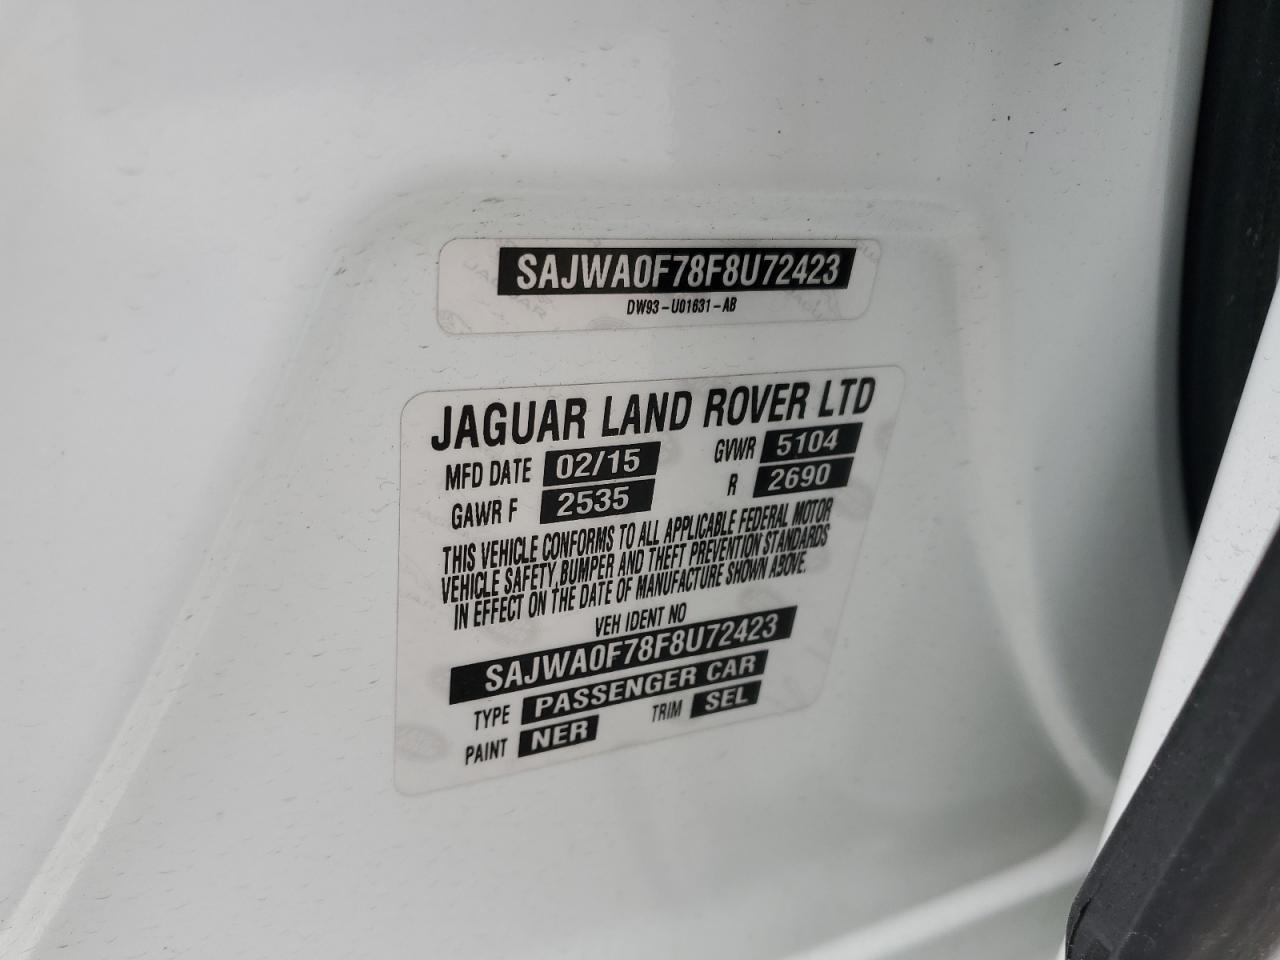 SAJWA0F78F8U72423
DW93-U01631-AB
JAGUAR LAND ROVER LTD
MFD DATE 02/15 GVWR 5104
GAWR F 2535 R 2690
THIS VEHICLE CONFORMS TO ALL APPLICABLE FEDERAL MOTOR
VEHICLE SAFETY, BUMPER AND THEFT PREVENTION STANDARDS
IN EFFECT ON THE DATE OF MANUFACTURE SHOWN ABOVE.
VEH IDENT NO
SAJWA0F78F8U72423
TYPE PASSENGER CAR
PAINT NER TRIM SEL